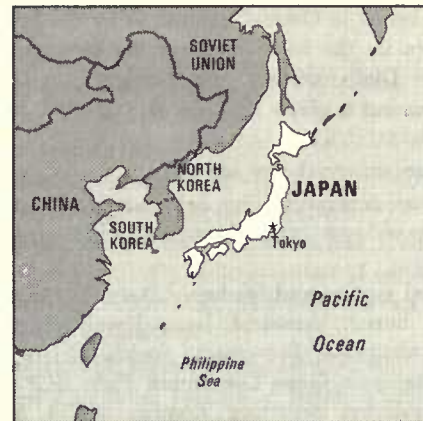 SOVIET
UNION
NORTH
KOREA
JAPAN
CHINA
SOUTH
KOREA
Tokyo
Pacific
Ocean
Philippine
Sea